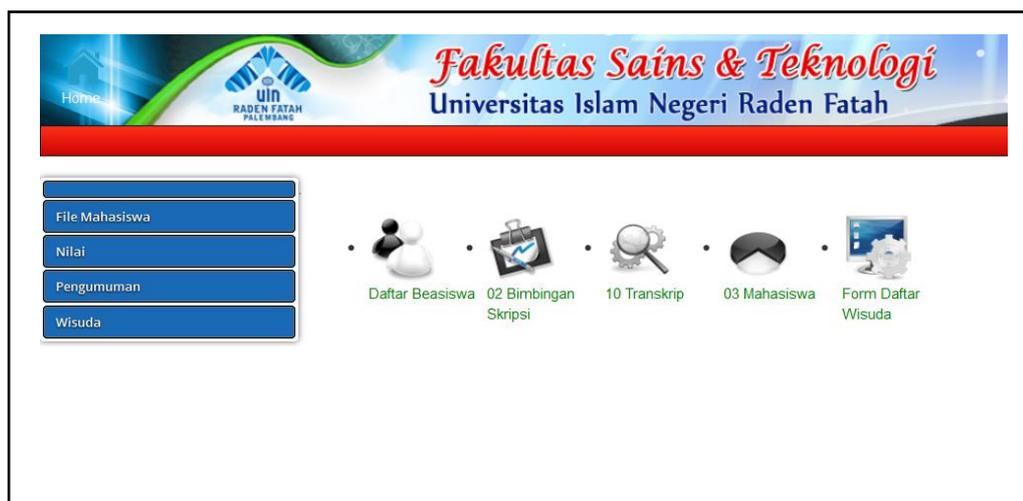 Home
uin
RADEN FATAH
PALEMBANG
Fakultas Sains & Teknologi
Universitas Islam Negeri Raden Fatah
File Mahasiswa
Nilai
Pengumuman
Wisuda
Daftar Beasiswa
02 Bimbingan
Skripsi
10 Transkrip
03 Mahasiswa
Form Daftar
Wisuda